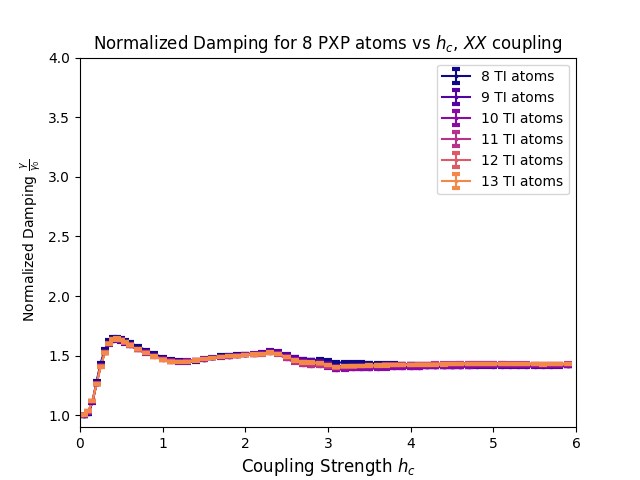 Normalized Damping for 8 PXP atoms vs h_c, XX coupling
4.0
3.5
3.0
2.5
2.0
1.5
1.0
Normalized Damping γ/γ₀
8 TI atoms
9 TI atoms
10 TI atoms
11 TI atoms
12 TI atoms
13 TI atoms
0 1 2 3 4 5 6
Coupling Strength h_c